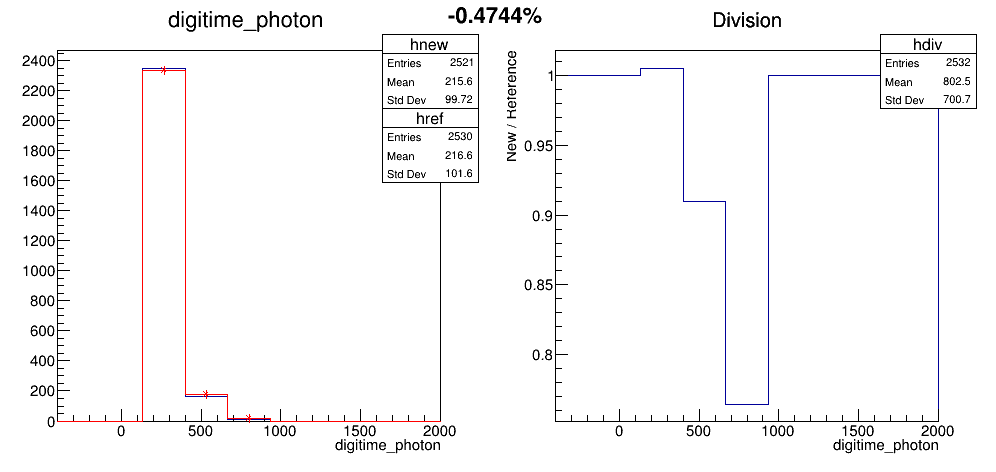 -0.4744%
digitime_photon
hnew
Entries 2521
Mean 215.6
Std Dev 99.72
href
Entries 2530
Mean 216.6
Std Dev 101.6
2400
2200
2000
1800
1600
1400
1200
1000
800
600
400
200
0
0 500 1000 1500 2000
digitime_photon
Division
hdiv
Entries 2532
Mean 802.5
Std Dev 700.7
New / Reference
1
0.95
0.9
0.85
0.8
0 500 1000 1500 2000
digitime_photon